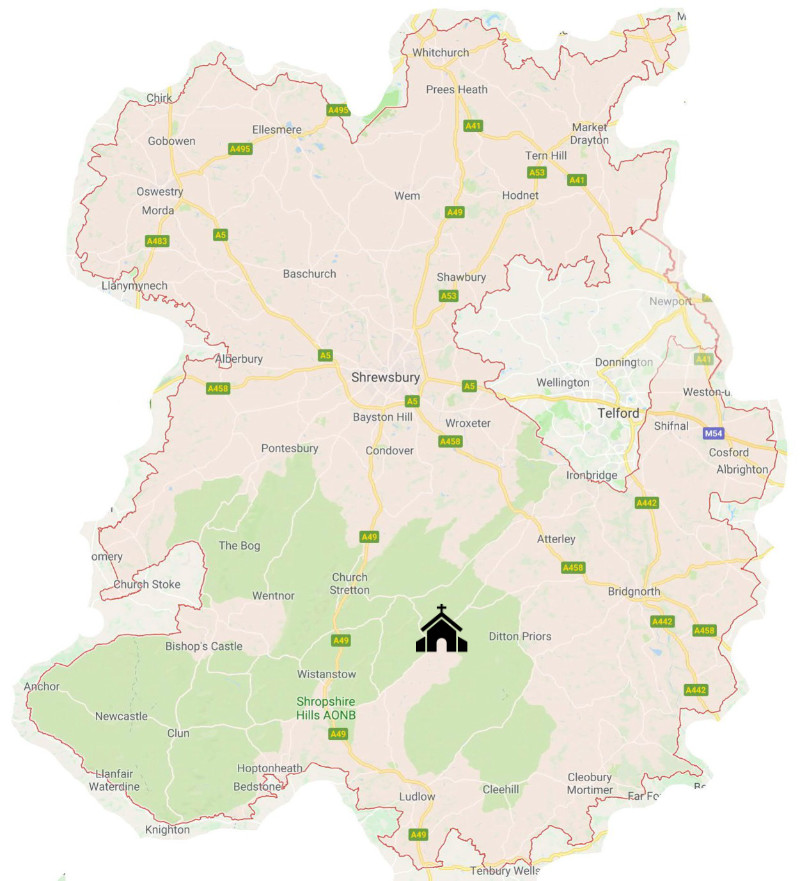 M
Whitchurch
Prees Heath
Chirk
A495
A41
Ellesmere
Market
Drayton
Gobowen
A495
Tern Hill
A53
A41
Oswestry
Wem
Hodnet
Morda
A49
A5
A483
Baschurch
Shawbury
Llanymynech
A53
Newport
Alberbury
A5
Donnington
A41
Shrewsbury
Wellington
A458
A5
Weston-u
A5
Telford
Bayston Hill
Wroxeter
Shifnal
M54
A458
Pontesbury
Condover
Cosford
Albrighton
Ironbridge
A442
A49
Atterley
The Bog
omery
A458
Church
Stretton
Church Stoke
Wentnor
Bridgnorth
A442
A458
Ditton Priors
A49
Bishop's Castle
Wistanstow
Anchor
A442
Shropshire
Hills AONB
Newcastle
Clun
A49
Hoptonheath
Llanfair
Waterdine
Bedstone
Cleobury
Mortimer
Cleehill
Ludlow
Far Fo
Knighton
A49
Tenbury Wells